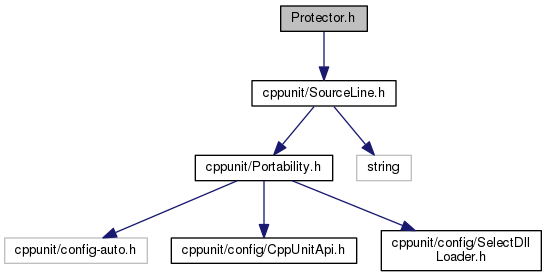 Protector.h
cppunit/SourceLine.h
cppunit/Portability.h
string
cppunit/config-auto.h
cppunit/config/CppUnitApi.h
cppunit/config/SelectDll
Loader.h